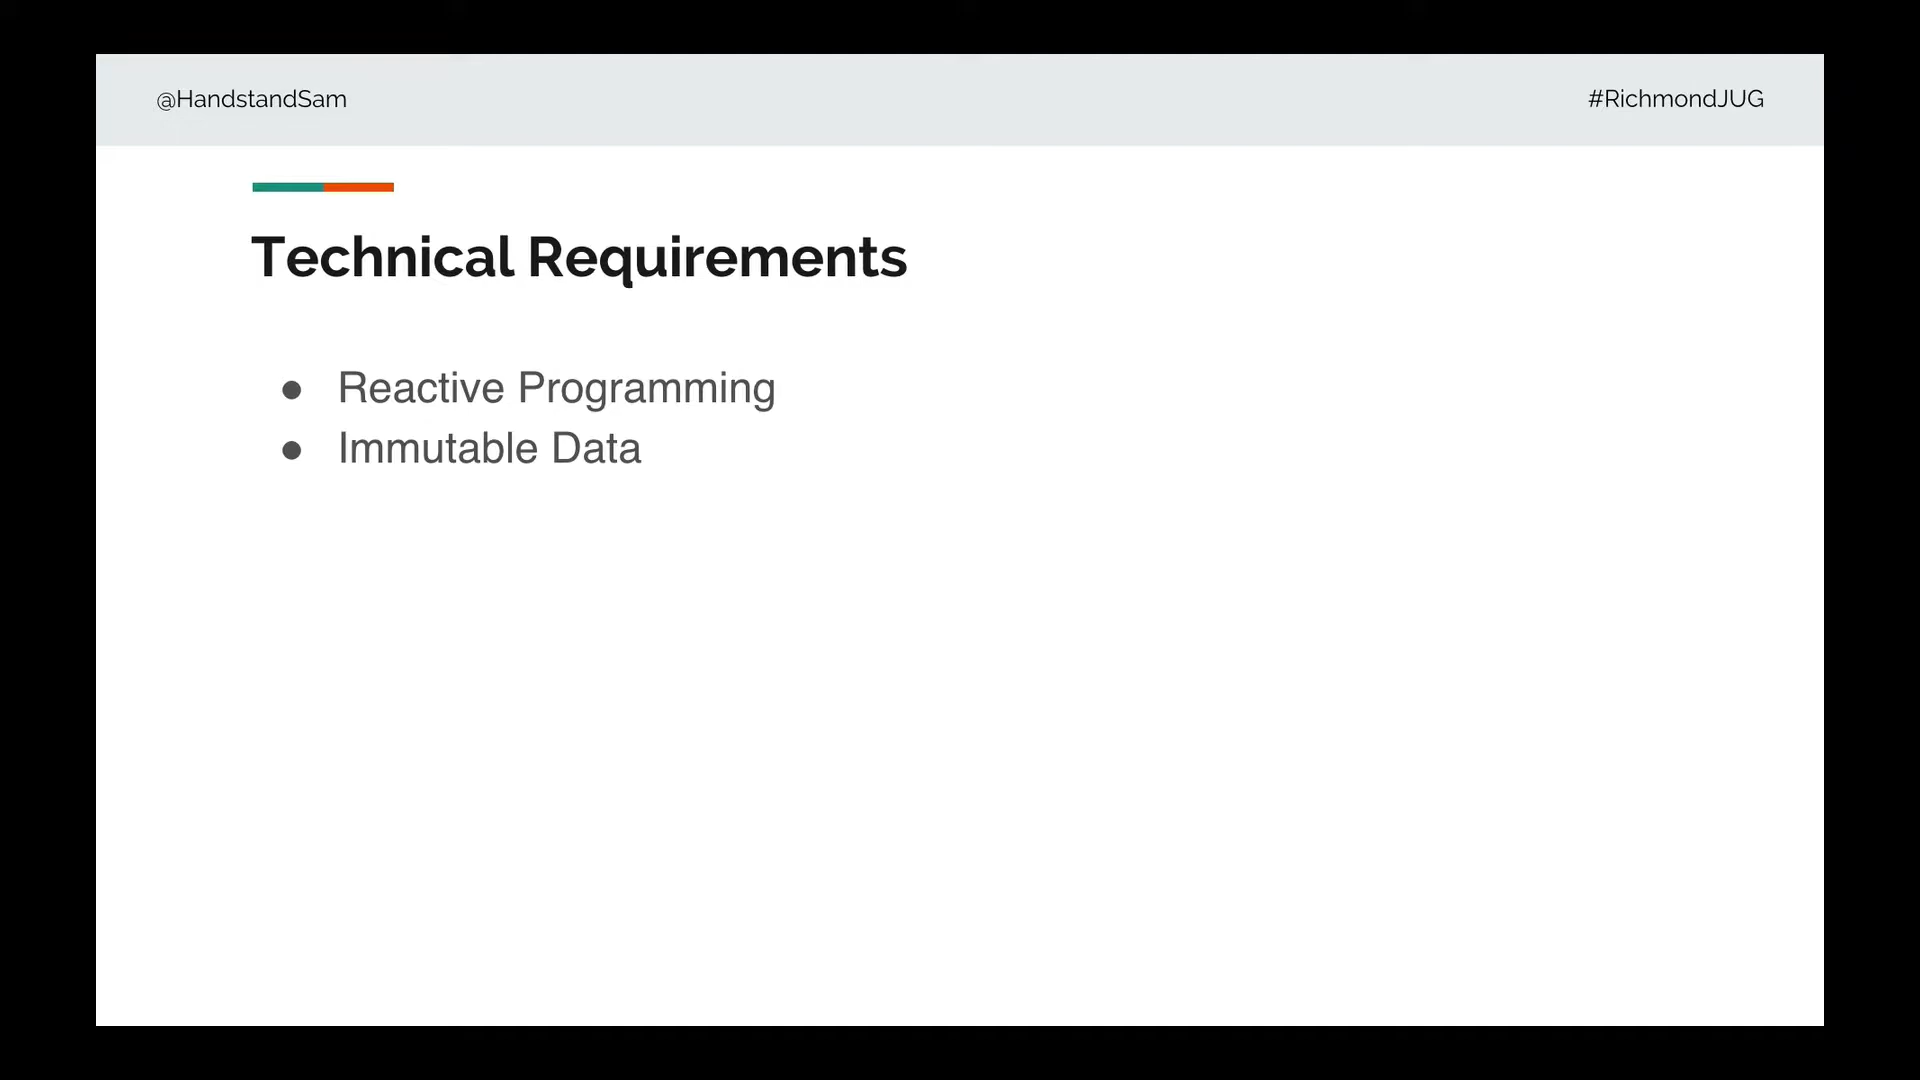 @HandstandSam
#RichmondJUG
Technical Requirements
● Reactive Programming
● Immutable Data